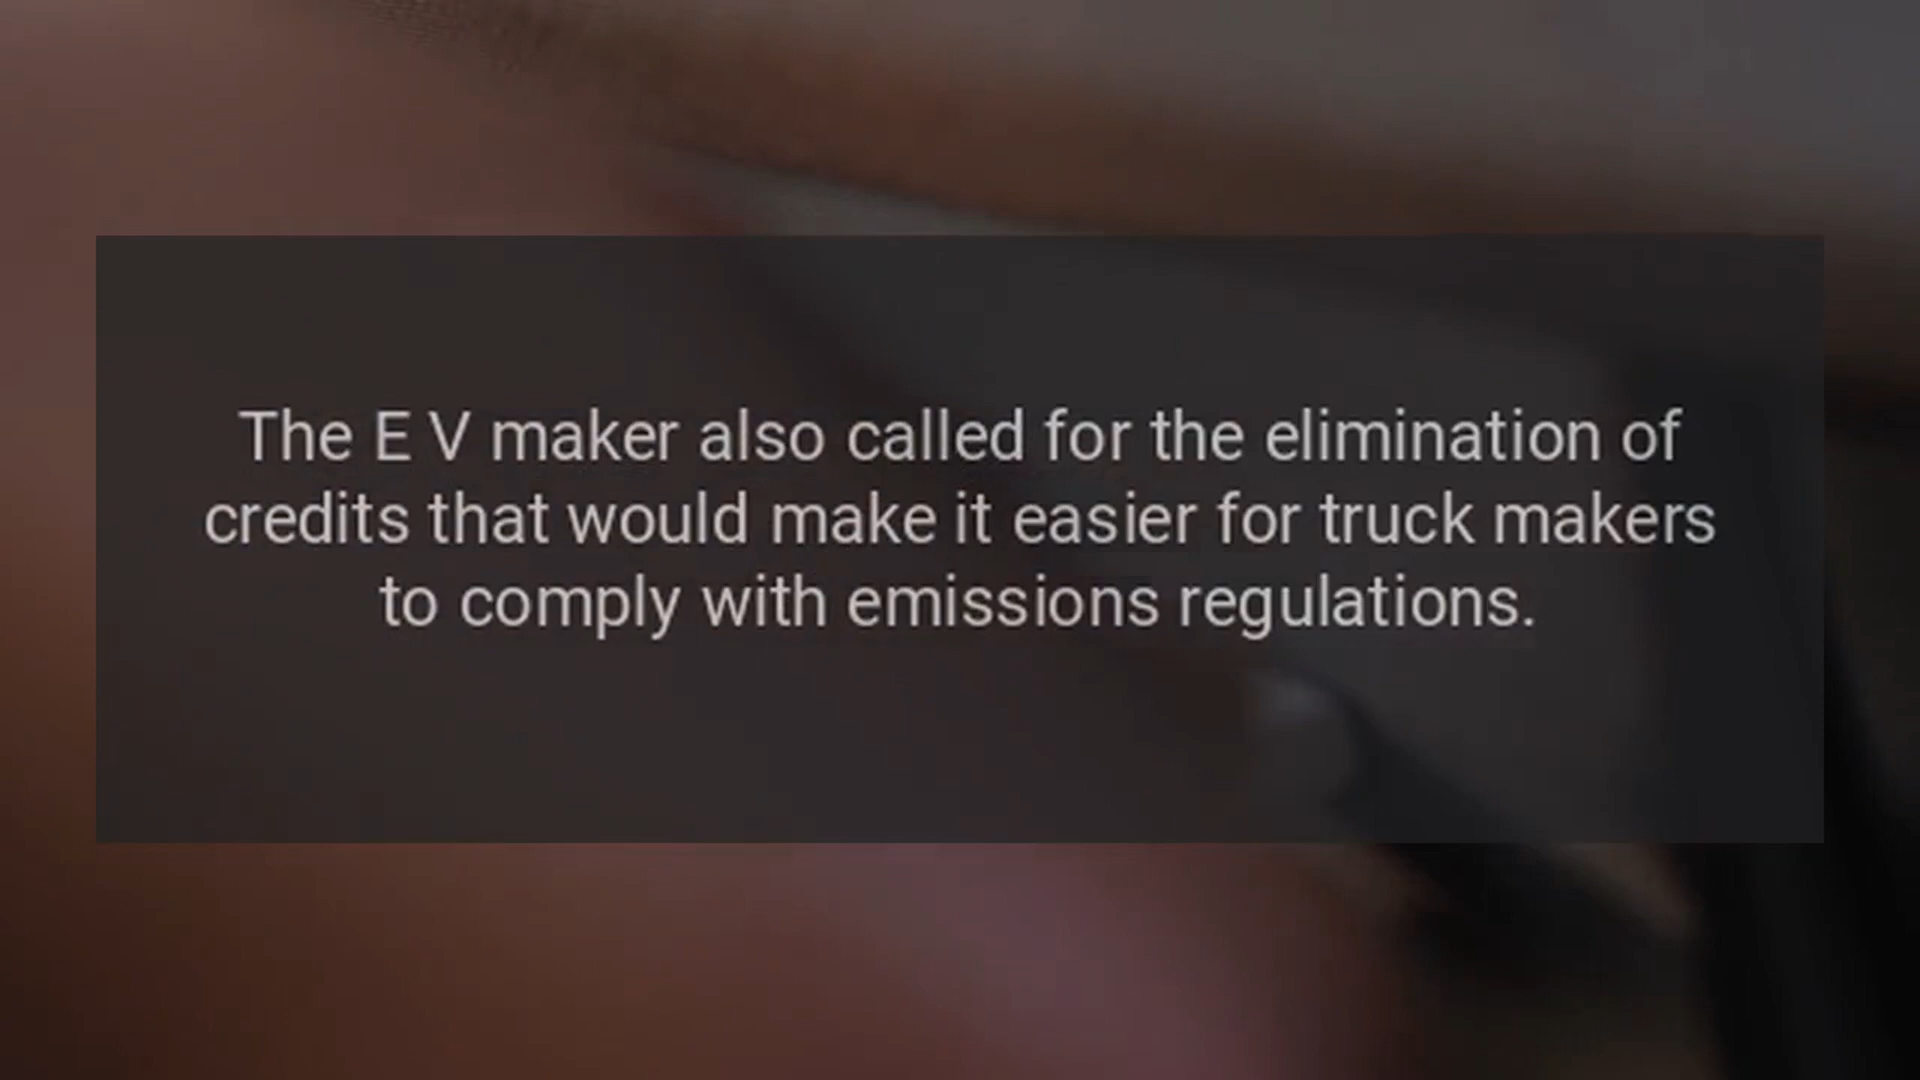 The E V maker also called for the elimination of
credits that would make it easier for truck makers
to comply with emissions regulations.